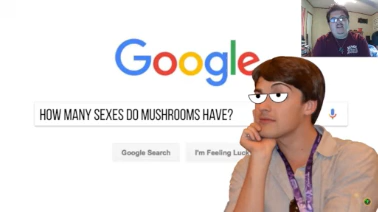 Google
HOW MANY SEXES DO MUSHROOMS HAVE?
Google Search
I'm Feeling Luck